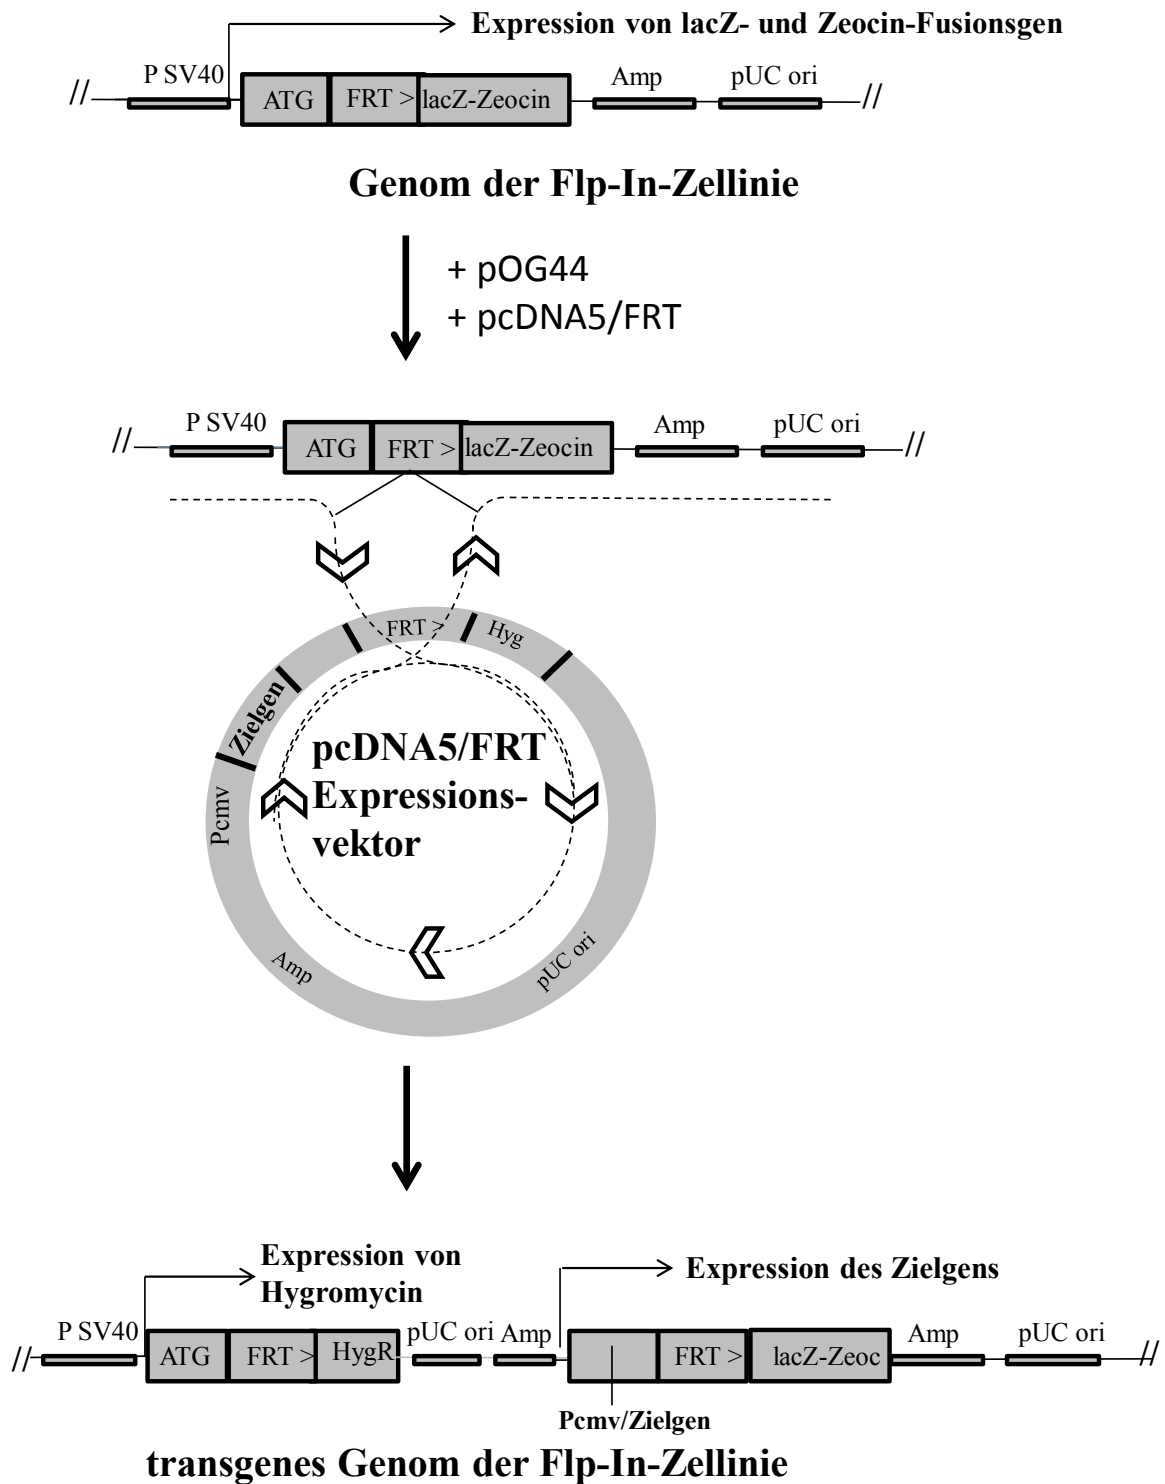 Expression von lacZ- und Zeocin-Fusionsgen
// P SV40 ATG FRT > lacZ-Zeocin Amp pUC ori //
Genom der Flp-In-Zellinie
+ pOG44
+ pcDNA5/FRT
// P SV40 ATG FRT > lacZ-Zeocin Amp pUC ori //
FRT >
Hyg
Zielgen
Pcmv
pcDNA5/FRT
Expressions-
vektor
Amp
pUC ori
Expression von
Hygromycin
Expression des Zielgens
// P SV40 ATG FRT > HygR pUC ori Amp FRT > lacZ-Zeoc Amp pUC ori //
Pcmv/Zielgen
transgenes Genom der Flp-In-Zellinie